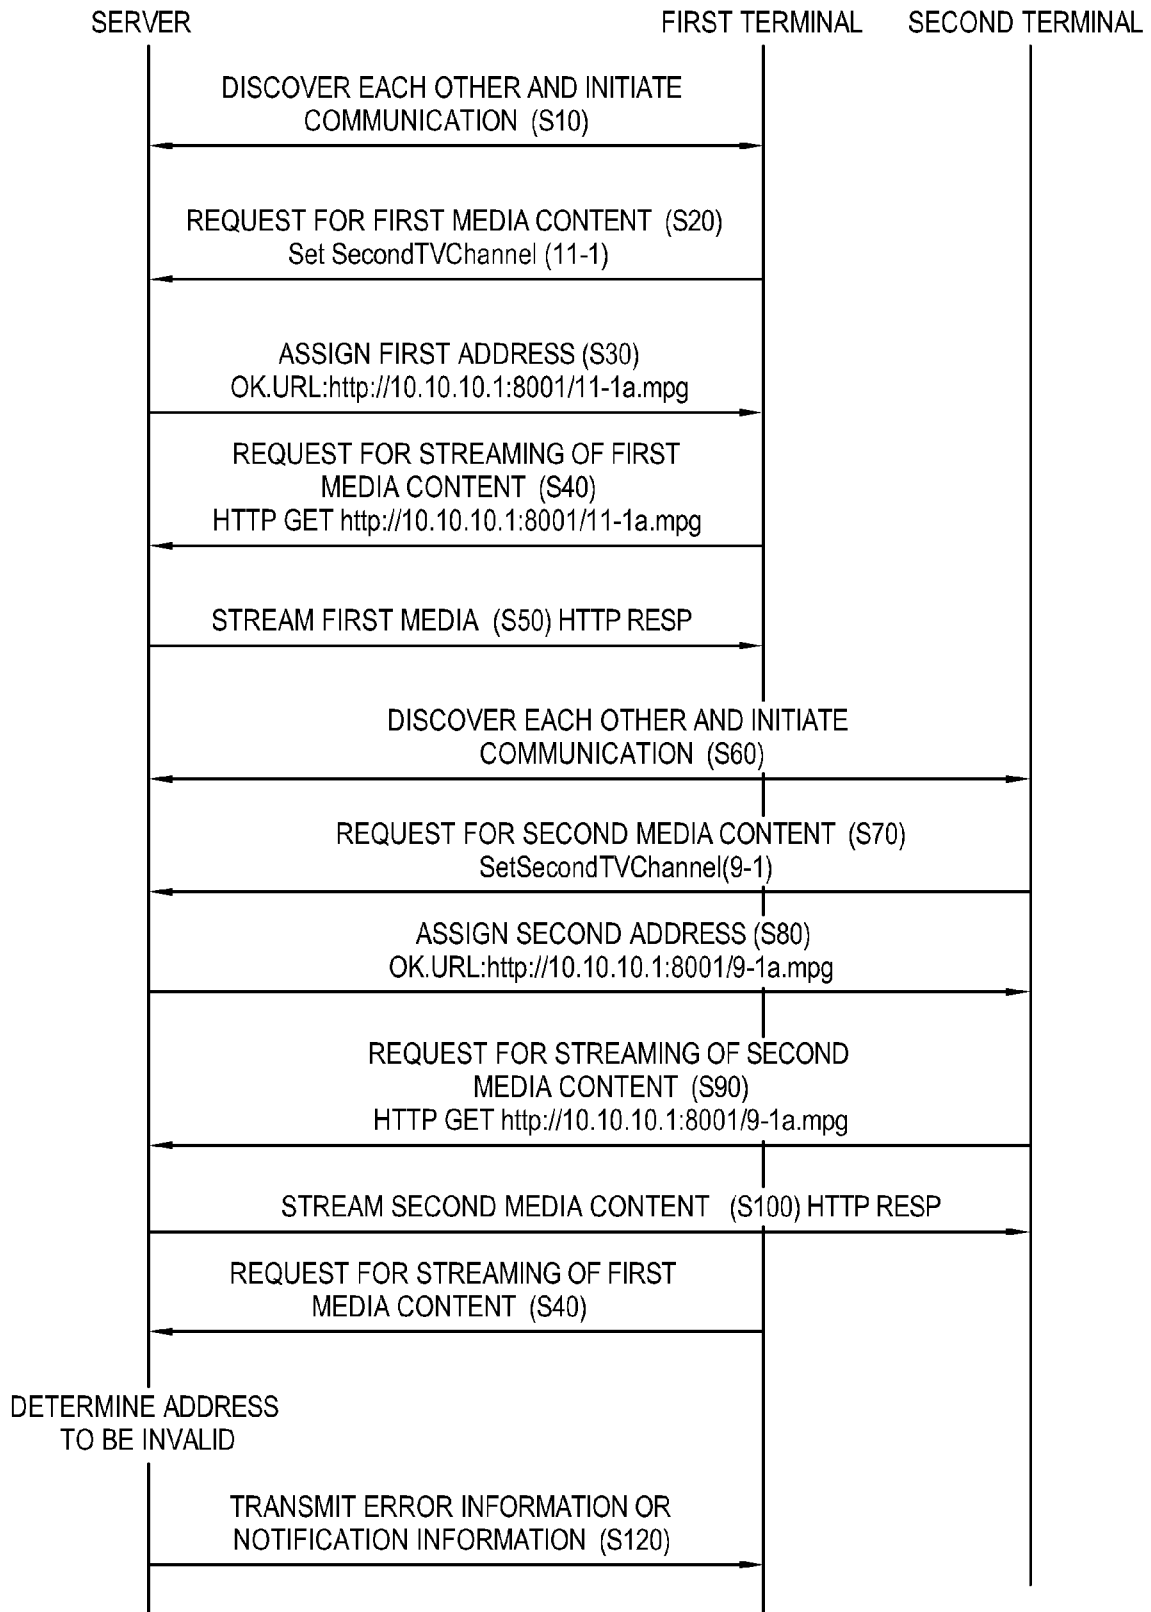 SERVER FIRST TERMINAL SECOND TERMINAL
DISCOVER EACH OTHER AND INITIATE
COMMUNICATION (S10)
REQUEST FOR FIRST MEDIA CONTENT (S20)
Set SecondTVChannel (11-1)
ASSIGN FIRST ADDRESS (S30)
OK.URL:http://10.10.10.1:8001/11-1a.mpg
REQUEST FOR STREAMING OF FIRST
MEDIA CONTENT (S40)
HTTP GET http://10.10.10.1:8001/11-1a.mpg
STREAM FIRST MEDIA (S50) HTTP RESP
DISCOVER EACH OTHER AND INITIATE
COMMUNICATION (S60)
REQUEST FOR SECOND MEDIA CONTENT (S70)
SetSecondTVChannel(9-1)
ASSIGN SECOND ADDRESS (S80)
OK.URL:http://10.10.10.1:8001/9-1a.mpg
REQUEST FOR STREAMING OF SECOND
MEDIA CONTENT (S90)
HTTP GET http://10.10.10.1:8001/9-1a.mpg
STREAM SECOND MEDIA CONTENT (S100) HTTP RESP
REQUEST FOR STREAMING OF FIRST
MEDIA CONTENT (S40)
DETERMINE ADDRESS
TO BE INVALID
TRANSMIT ERROR INFORMATION OR
NOTIFICATION INFORMATION (S120)